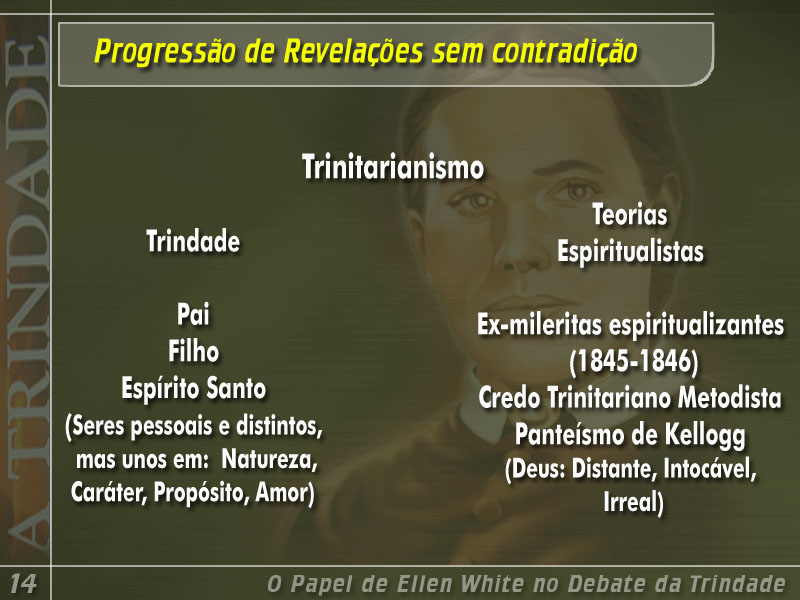 Progressão de Revelações sem contradição
A TRINDADE
Trinitarianismo
Trindade
Pai
Filho
Espírito Santo
(Seres pessoais e distintos,
mas unos em: Natureza,
Caráter, Propósito, Amor)
Teorias
Espiritualistas
Ex-mileritas espiritualizantes
(1845-1846)
Credo Trinitariano Metodista
Panteísmo de Kellogg
(Deus: Distante, Intocável,
Irreal)
14
O Papel de Ellen White no Debate da Trindade